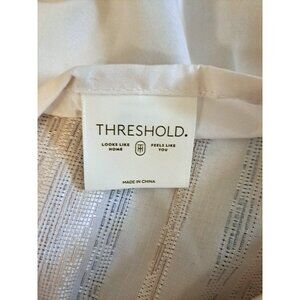 THRESHOLD.
LOOKS LIKE HOME
FEELS LIKE YOU
MADE IN CHINA